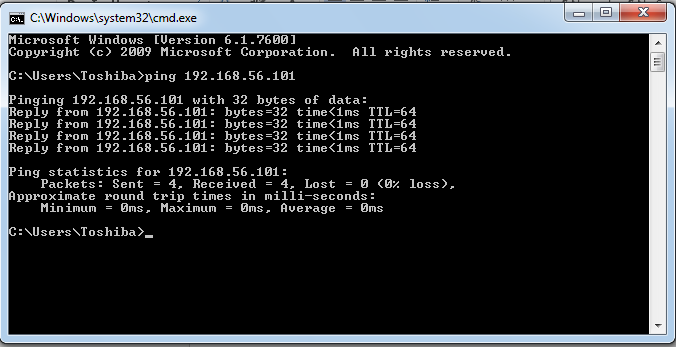 C:\Windows\system32\cmd.exe
Microsoft Windows [Version 6.1.7600]
Copyright (c) 2009 Microsoft Corporation.  All rights reserved.
C:\Users\Toshiba>ping 192.168.56.101
Pinging 192.168.56.101 with 32 bytes of data:
Reply from 192.168.56.101: bytes=32 time<1ms TTL=64
Reply from 192.168.56.101: bytes=32 time<1ms TTL=64
Reply from 192.168.56.101: bytes=32 time<1ms TTL=64
Reply from 192.168.56.101: bytes=32 time<1ms TTL=64
Ping statistics for 192.168.56.101:
    Packets: Sent = 4, Received = 4, Lost = 0 (0% loss),
Approximate round trip times in milli-seconds:
    Minimum = 0ms, Maximum = 0ms, Average = 0ms
C:\Users\Toshiba>_